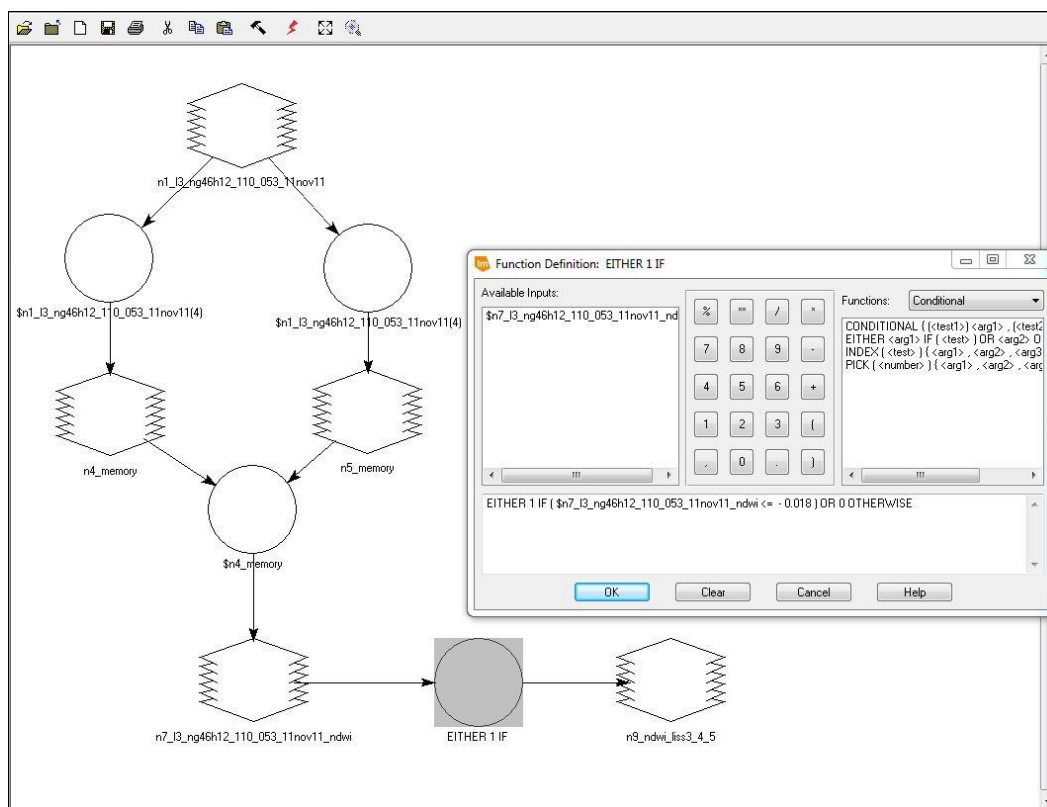 n1_l3_ng46h12_110_053_11nov11
$n1_l3_ng46h12_110_053_11nov11(4)
$n1_l3_ng46h12_110_053_11nov11(4)
n4_memory
n5_memory
$n4_memory
n7_l3_ng46h12_110_053_11nov11_ndwi
EITHER 1 IF
n9_ndwi_liss3_4_5
Im Function Definition: EITHER 1 IF
Available Inputs:
$n7_l3_ng46h12_110_053_11nov11_nd
% ** / *
7 8 9 -
4 5 6 +
1 2 3 (
, 0 . )
Functions: Conditional
CONDITIONAL { (<test1>) <arg1> , (<test2
EITHER <arg1> IF ( <test> ) OR <arg2> O
INDEX ( <test> ) { <arg1> , <arg2> , <arg3
PICK ( <number> ) { <arg1> , <arg2> , <arg
EITHER 1 IF ( $n7_l3_ng46h12_110_053_11nov11_ndwi <= - 0.018 ) OR 0 OTHERWISE
OK Clear Cancel Help